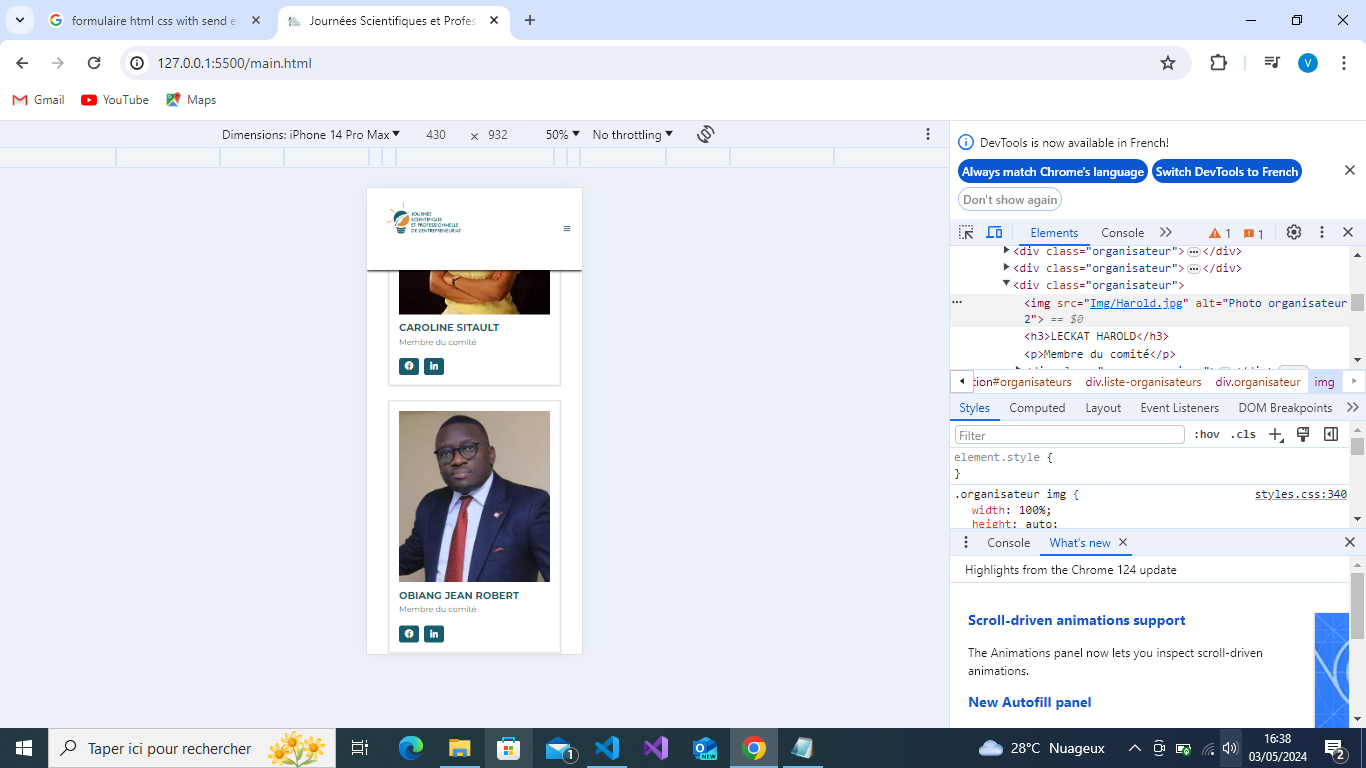 formulaire html css with send e
Journées Scientifiques et Profes
127.0.0.1:5500/main.html
V
Gmail
YouTube
Maps
Dimensions: iPhone 14 Pro Max
430
×
932
50%
No throttling
JOURNÉE
SCIENTIFIQUE
ET PROFESSIONNELLE
DE L'ENTREPRENEURIAT
CAROLINE SITAULT
Membre du comité
OBIANG JEAN ROBERT
Membre du comité
DevTools is now available in French!
Always match Chrome's language
Switch DevTools to French
Don't show again
Elements
Console
1
1
<div class="organisateur">…</div>
<div class="organisateur">…</div>
<div class="organisateur">
<img src="Img/Harold.jpg" alt="Photo organisateur
2"> == $0
<h3>LECKAT HAROLD</h3>
<p>Membre du comité</p>
tion#organisateurs
div.liste-organisateurs
div.organisateur
img
Styles
Computed
Layout
Event Listeners
DOM Breakpoints
Filter
:hov
.cls
element.style {
}
.organisateur img {
styles.css:340
width: 100%;
height: auto;
Console
What's new
Highlights from the Chrome 124 update
Scroll-driven animations support
The Animations panel now lets you inspect scroll-driven
animations.
New Autofill panel
Taper ici pour rechercher
1
NEW
28°C Nuageux
16:38
03/05/2024
2